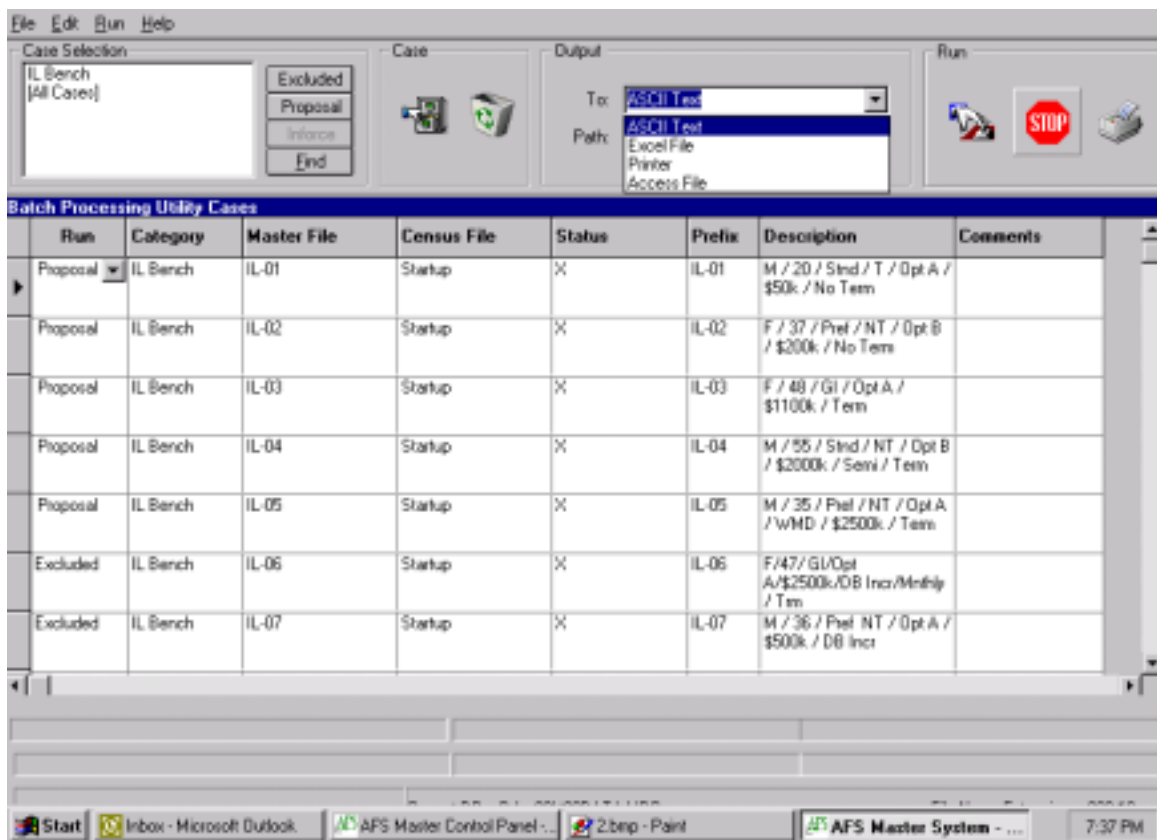 File Edit Run Help
Case Selection
Case
Output
Run
IL Bench
[All Cases]
Excluded
Proposal
Inforce
Find
To:
ASCII Text
Path:
ASCII Text
Excel File
Printer
Access File
STOP
Batch Processing Utility Cases
Run Category Master File Census File Status Prefix Description Comments
Proposal IL Bench IL-01 Startup X IL-01 M / 20 / Stnd / T / Opt A /
$50k / No Term
Proposal IL Bench IL-02 Startup X IL-02 F / 37 / Pref / NT / Opt B
/ $200k / No Term
Proposal IL Bench IL-03 Startup X IL-03 F / 48 / GI / Opt A /
$1100k / Term
Proposal IL Bench IL-04 Startup X IL-04 M / 55 / Stnd / NT / Opt B
/ $2000k / Semi / Term
Proposal IL Bench IL-05 Startup X IL-05 M / 35 / Pref / NT / Opt A
/ WMD / $2500k / Term
Excluded IL Bench IL-06 Startup X IL-06 F/47/ GI/Opt
A/$2500k/DB Incr/Mnthly
/ Trm
Excluded IL Bench IL-07 Startup X IL-07 M / 36 / Pref NT / Opt A /
$500k / DB Incr
Start Inbox - Microsoft Outlook AFS Master Control Panel -... 2.bmp - Paint AFS Master System - ... 7:37 PM